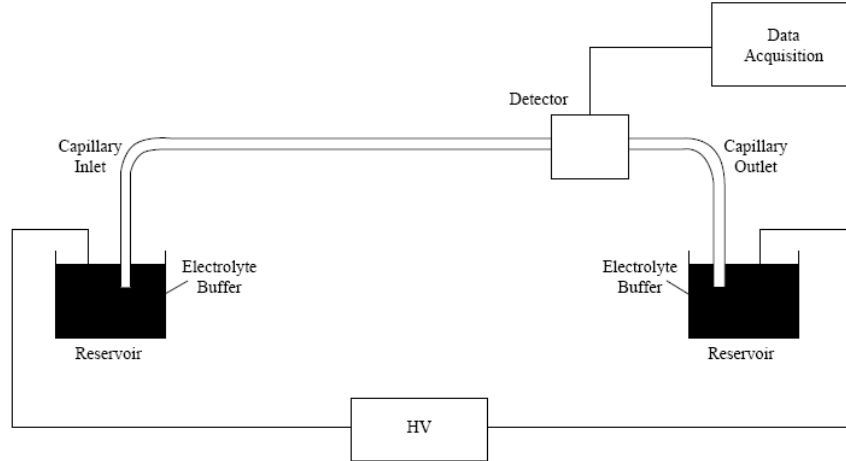 Data
Acquisition
Detector
Capillary
Inlet
Capillary
Outlet
Electrolyte
Buffer
Electrolyte
Buffer
Reservoir
Reservoir
HV